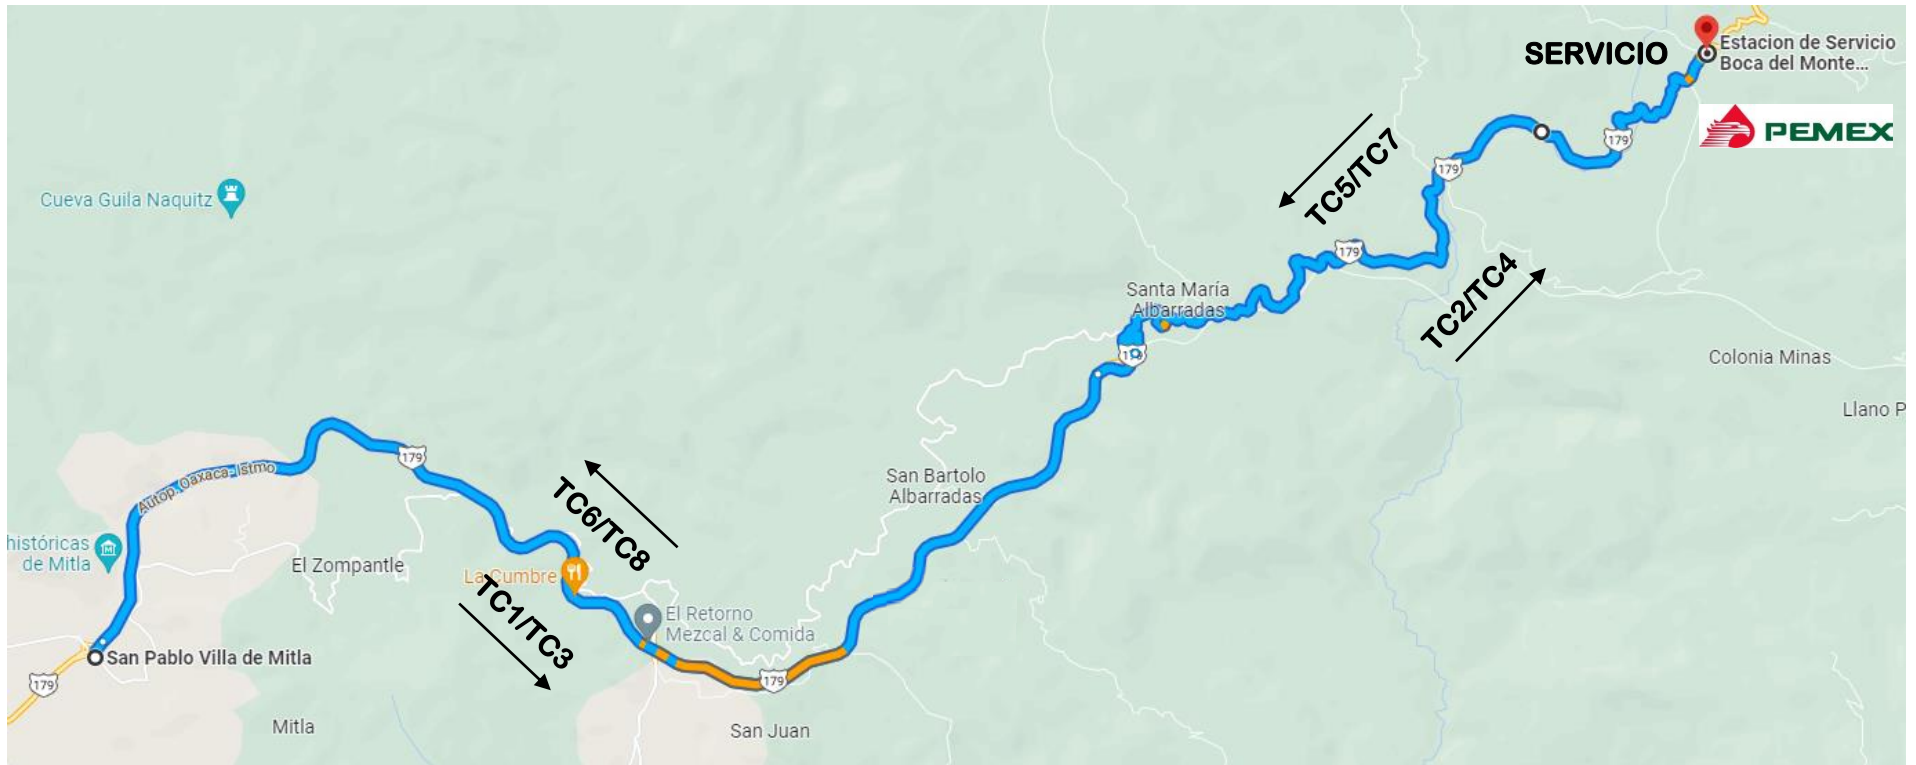 SERVICIO
Estacion de Servicio
Boca del Monte...
PEMEX
179
179
TC5/TC7
Cueva Guila Naquitz
179
TC2/TC4
Santa María
Albarradas
179
Colonia Minas
Llano P
179
Autop. Oaxaca- Istmo
San Bartolo
Albarradas
TC6/TC8
históricas
de Mitla
El Zompantle
La Cumbre
TC1/TC3
El Retorno
Mezcal & Comida
San Pablo Villa de Mitla
179
179
Mitla
San Juan